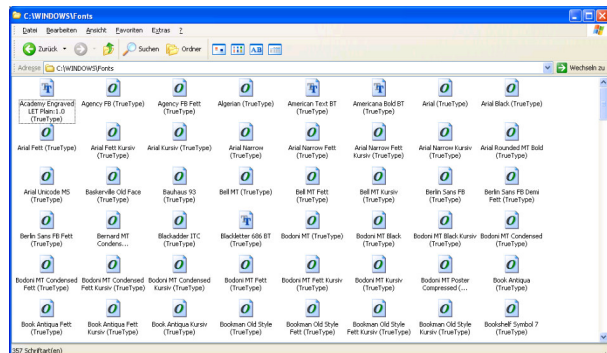 C:\WINDOWS\Fonts
Datei Bearbeiten Ansicht Favoriten Extras ?
Zurück Suchen Ordner
Adresse C:\WINDOWS\Fonts Wechseln zu
Academy Engraved LET Plain:1.0 (TrueType)
Agency FB (TrueType)
Agency FB Fett (TrueType)
Algerian (TrueType)
American Text BT (TrueType)
Americana Bold BT (TrueType)
Arial (TrueType)
Arial Black (TrueType)
Arial Fett (TrueType)
Arial Fett Kursiv (TrueType)
Arial Kursiv (TrueType)
Arial Narrow (TrueType)
Arial Narrow Fett (TrueType)
Arial Narrow Fett Kursiv (TrueType)
Arial Narrow Kursiv (TrueType)
Arial Rounded MT Bold (TrueType)
Arial Unicode MS (TrueType)
Baskerville Old Face (TrueType)
Bauhaus 93 (TrueType)
Bell MT (TrueType)
Bell MT Fett (TrueType)
Bell MT Kursiv (TrueType)
Berlin Sans FB (TrueType)
Berlin Sans FB Demi Fett (TrueType)
Berlin Sans FB Fett (TrueType)
Bernard MT Condens...
Blackadder ITC (TrueType)
Blackletter 686 BT (TrueType)
Bodoni MT (TrueType)
Bodoni MT Black (TrueType)
Bodoni MT Black Kursiv (TrueType)
Bodoni MT Condensed (TrueType)
Bodoni MT Condensed Fett (TrueType)
Bodoni MT Condensed Fett Kursiv (TrueType)
Bodoni MT Condensed Kursiv (TrueType)
Bodoni MT Fett (TrueType)
Bodoni MT Fett Kursiv (TrueType)
Bodoni MT Kursiv (TrueType)
Bodoni MT Poster Compressed (...
Book Antiqua (TrueType)
Book Antiqua Fett (TrueType)
Book Antiqua Fett Kursiv (TrueType)
Book Antiqua Kursiv (TrueType)
Bookman Old Style (TrueType)
Bookman Old Style Fett (TrueType)
Bookman Old Style Fett Kursiv (TrueType)
Bookman Old Style Kursiv (TrueType)
Bookshelf Symbol 7 (TrueType)
357 Schriftart(en)